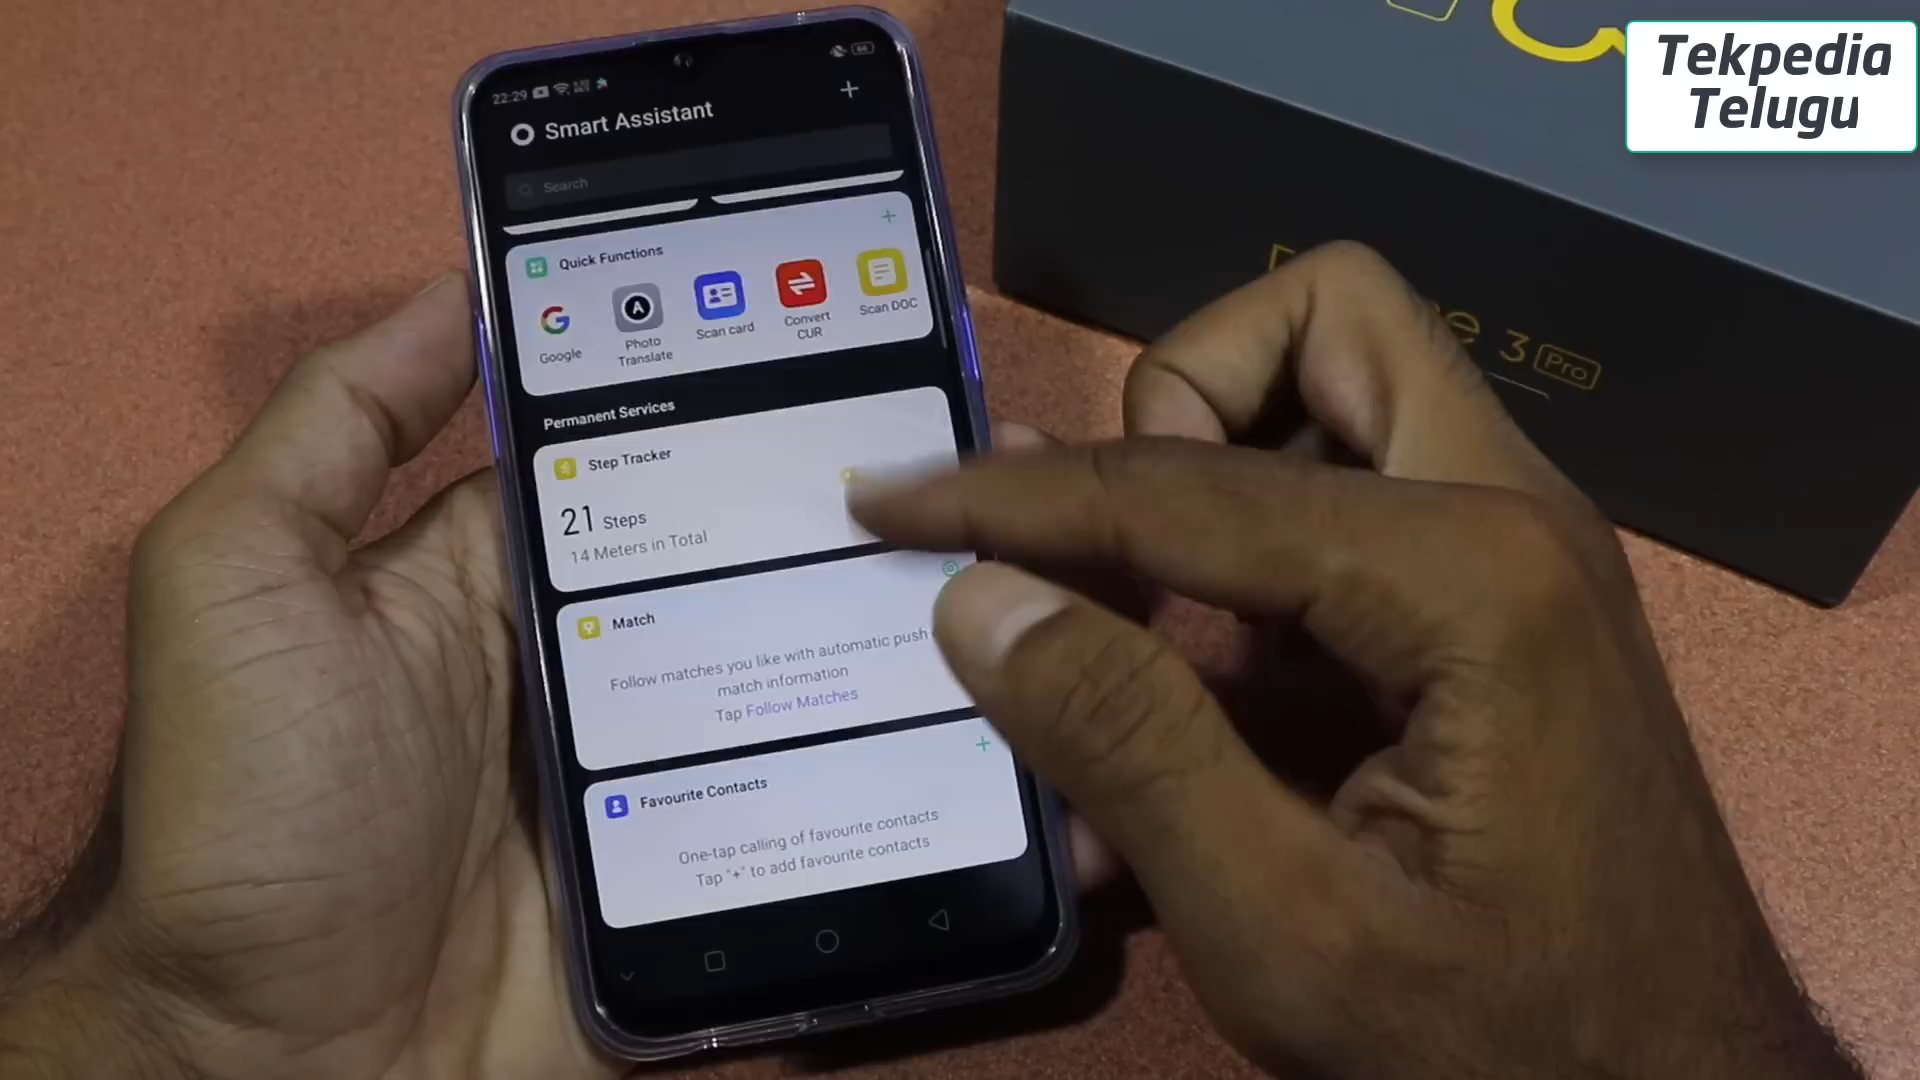 Tekpedia
Telugu
22:29
66
Smart Assistant
Search
Quick Functions
Google
Photo
Translate
Scan card
Convert
CUR
Scan DOC
Permanent Services
Step Tracker
21 Steps
14 Meters in Total
Match
Follow matches you like with automatic push
match information
Tap Follow Matches
Favourite Contacts
One-tap calling of favourite contacts
Tap "+" to add favourite contacts
3 Pro